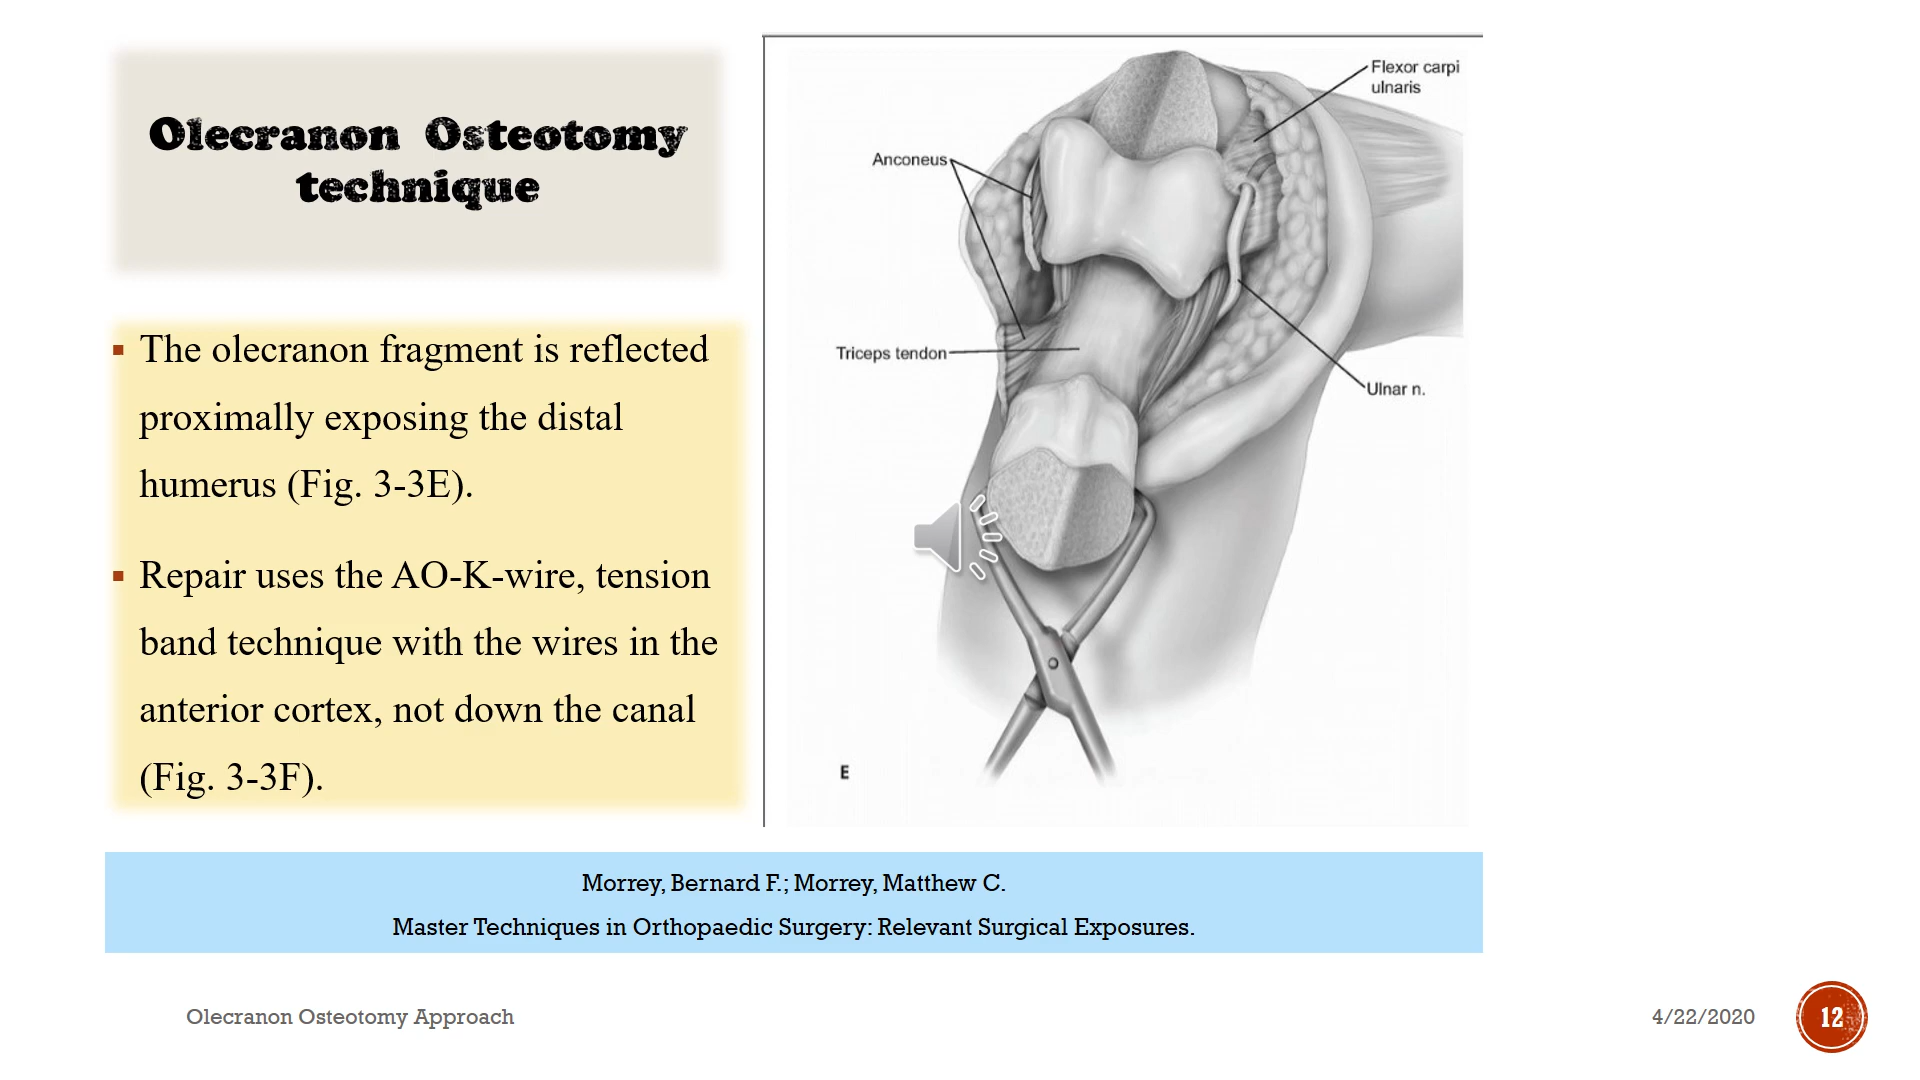 Olecranon Osteotomy
technique
The olecranon fragment is reflected
proximally exposing the distal
humerus (Fig. 3-3E).
Repair uses the AO-K-wire, tension
band technique with the wires in the
anterior cortex, not down the canal
(Fig. 3-3F).
Flexor carpi
ulnaris
Anconeus
Triceps tendon
Ulnar n.
E
Morrey, Bernard F.; Morrey, Matthew C.
Master Techniques in Orthopaedic Surgery: Relevant Surgical Exposures.
Olecranon Osteotomy Approach
4/22/2020
12